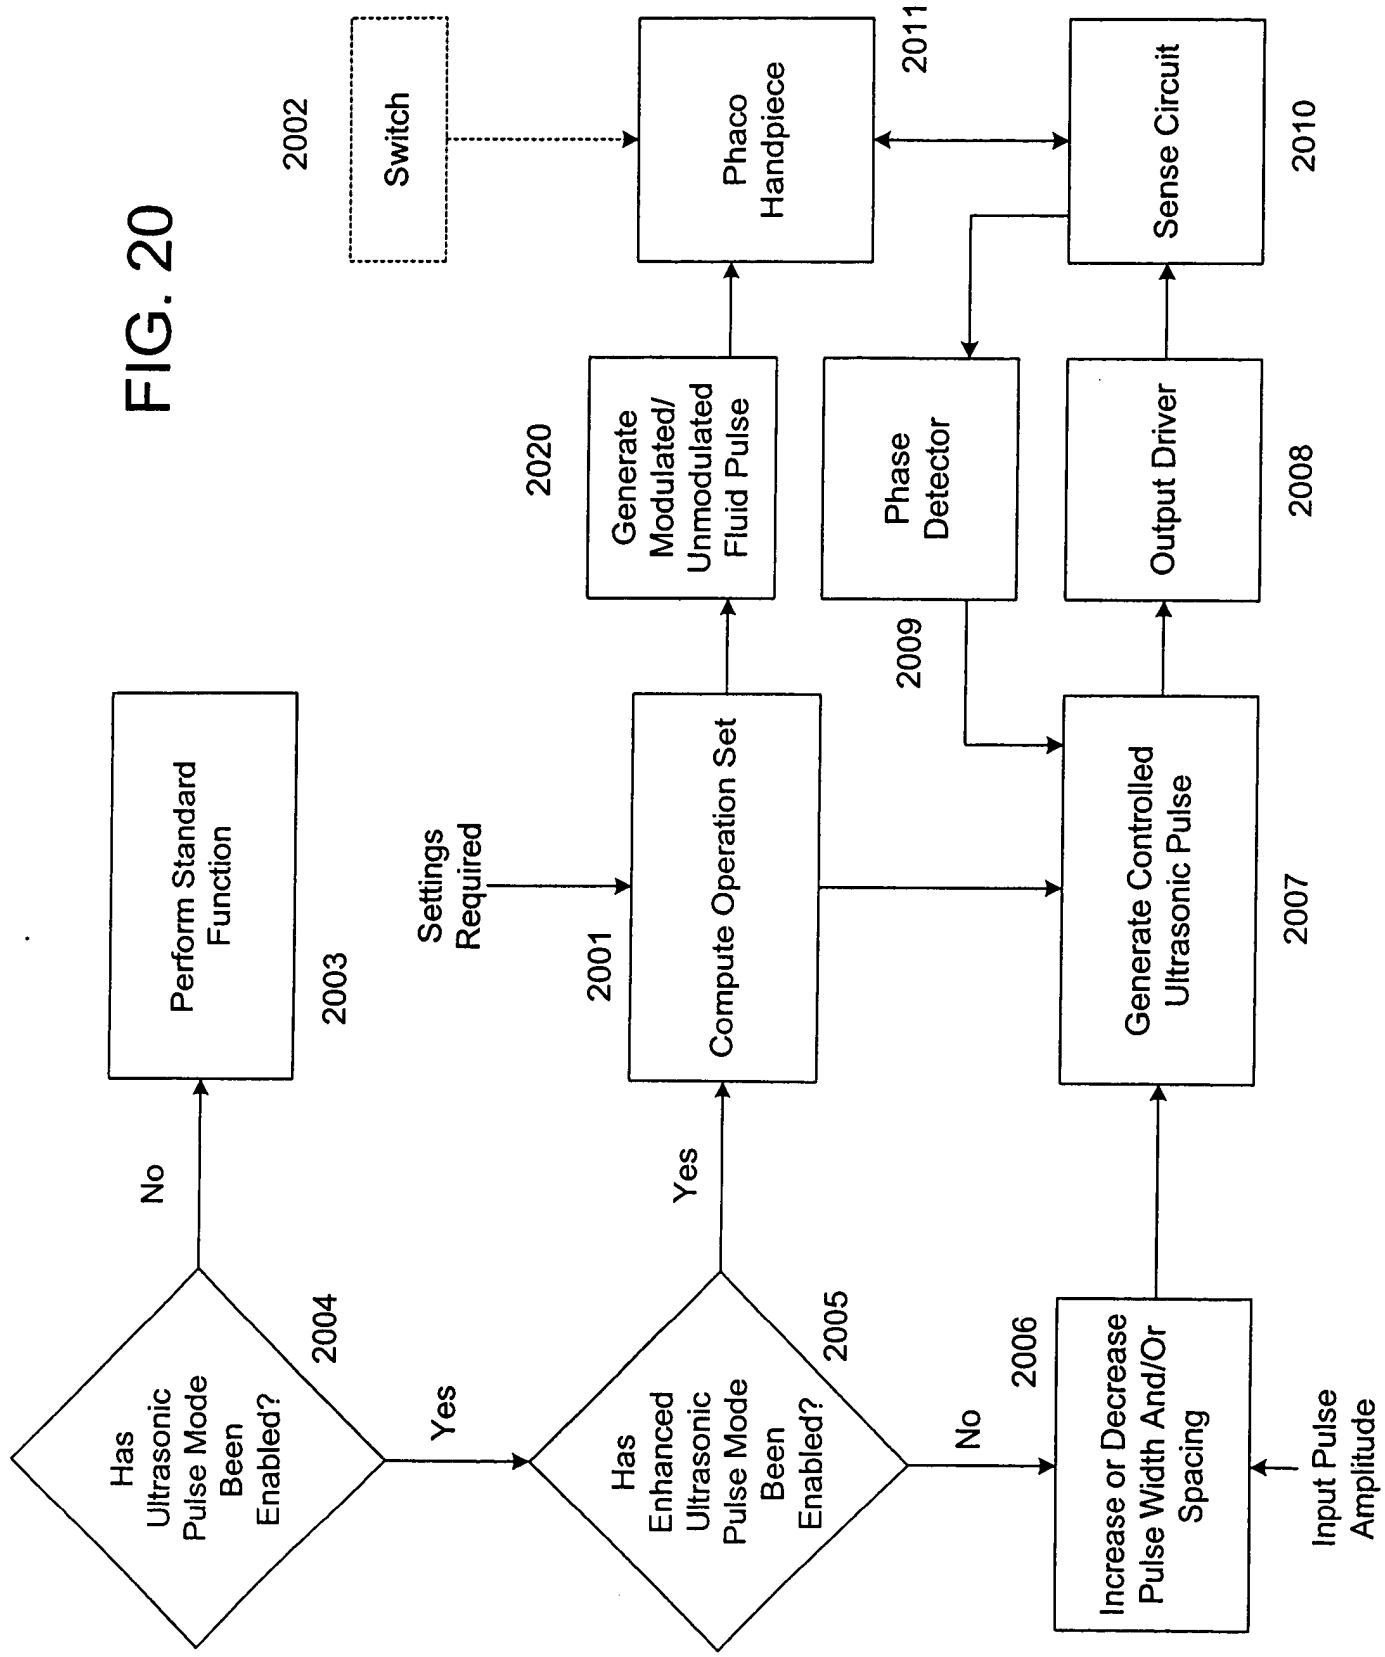 FIG. 20
Has
Ultrasonic
Pulse Mode
Been
Enabled?
2004
No
Perform Standard
Function
2003
Yes
Has
Enhanced
Ultrasonic
Pulse Mode
Been
Enabled?
2005
Yes
Settings
Required
2001
Compute Operation Set
2020
Generate
Modulated/
Unmodulated
Fluid Pulse
2002
Switch
Phaco
Handpiece
2011
No
2006
Increase or Decrease
Pulse Width And/Or
Spacing
Input Pulse
Amplitude
Generate Controlled
Ultrasonic Pulse
2007
2009
Phase
Detector
Output Driver
2008
Sense Circuit
2010